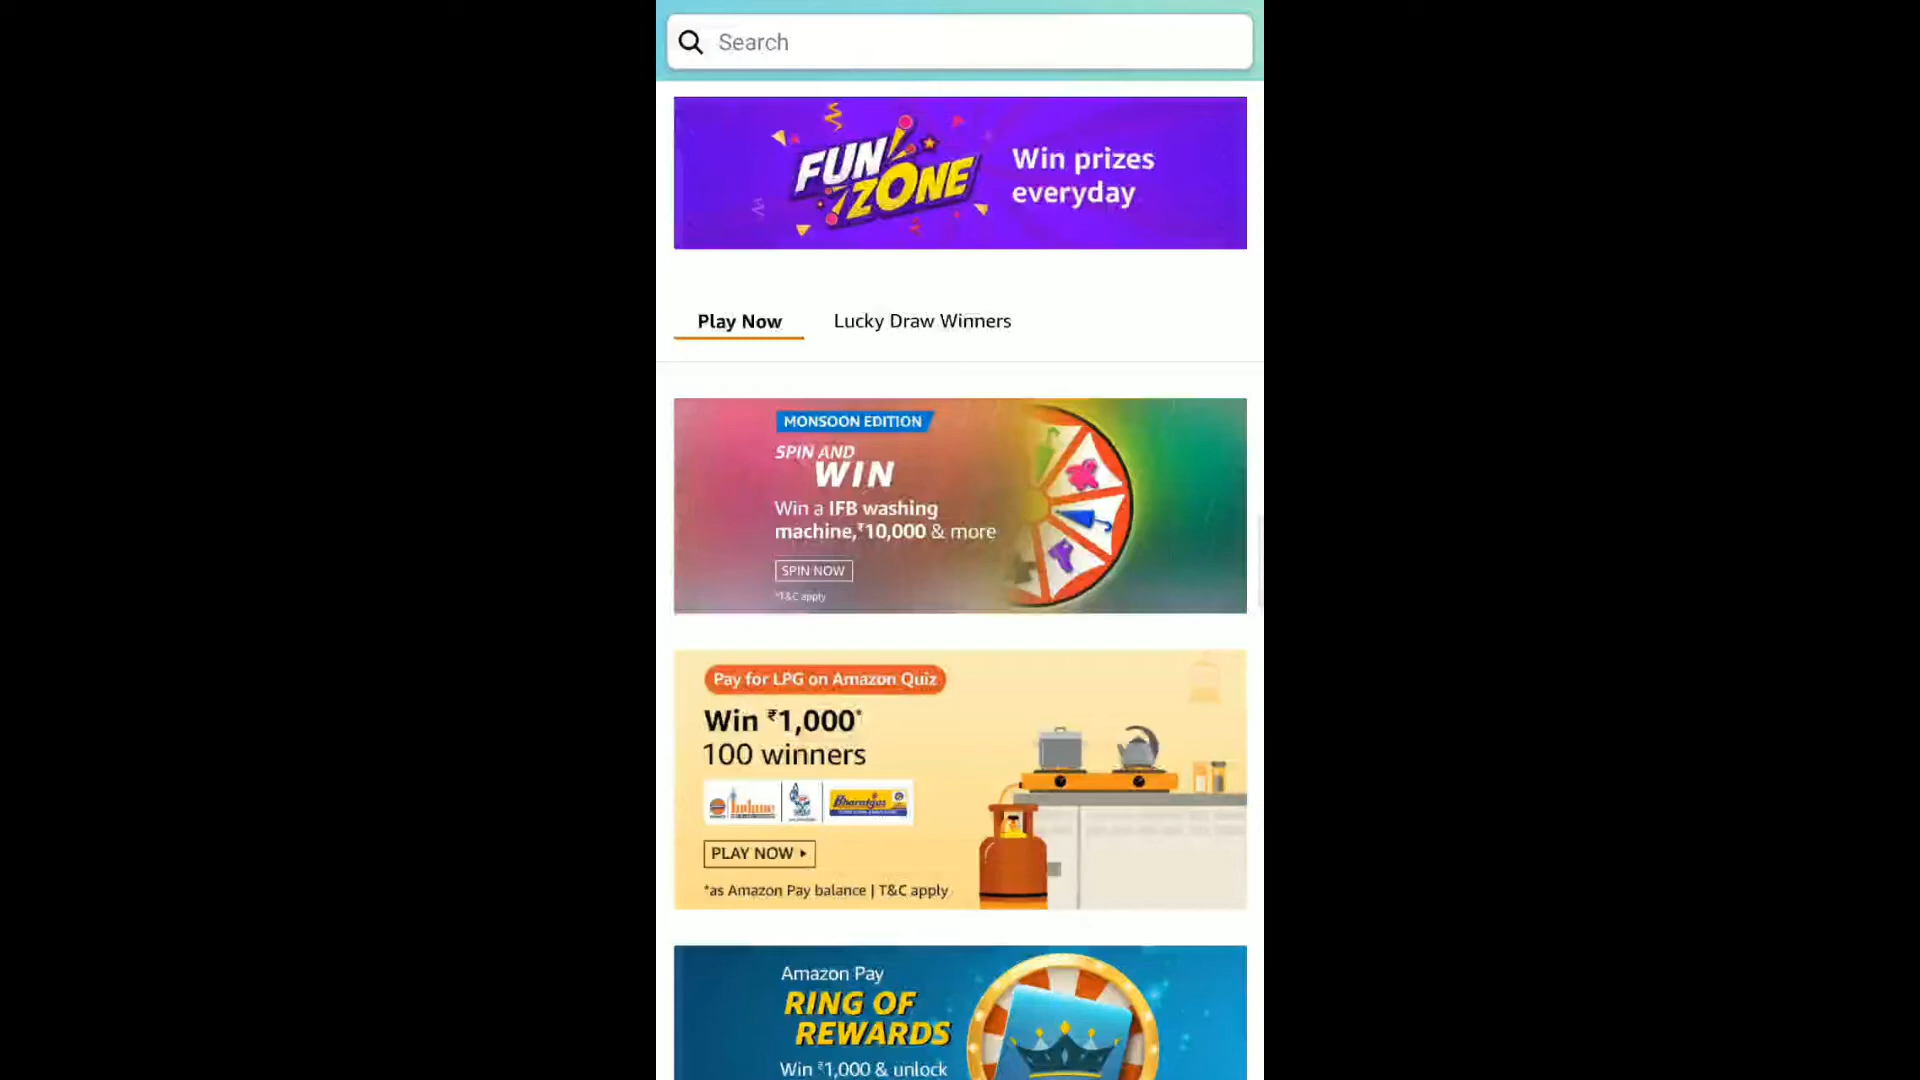 Search
FUN
ZONE
Win prizes
everyday
Play Now
Lucky Draw Winners
MONSOON EDITION
SPIN AND
WIN
Win a IFB washing
machine,₹10,000 & more
SPIN NOW
*T&C apply
Pay for LPG on Amazon Quiz
Win ₹1,000*
100 winners
Indane
Bharatgas
PLAY NOW
*as Amazon Pay balance | T&C apply
Amazon Pay
RING OF
REWARDS
Win ₹1,000 & unlock